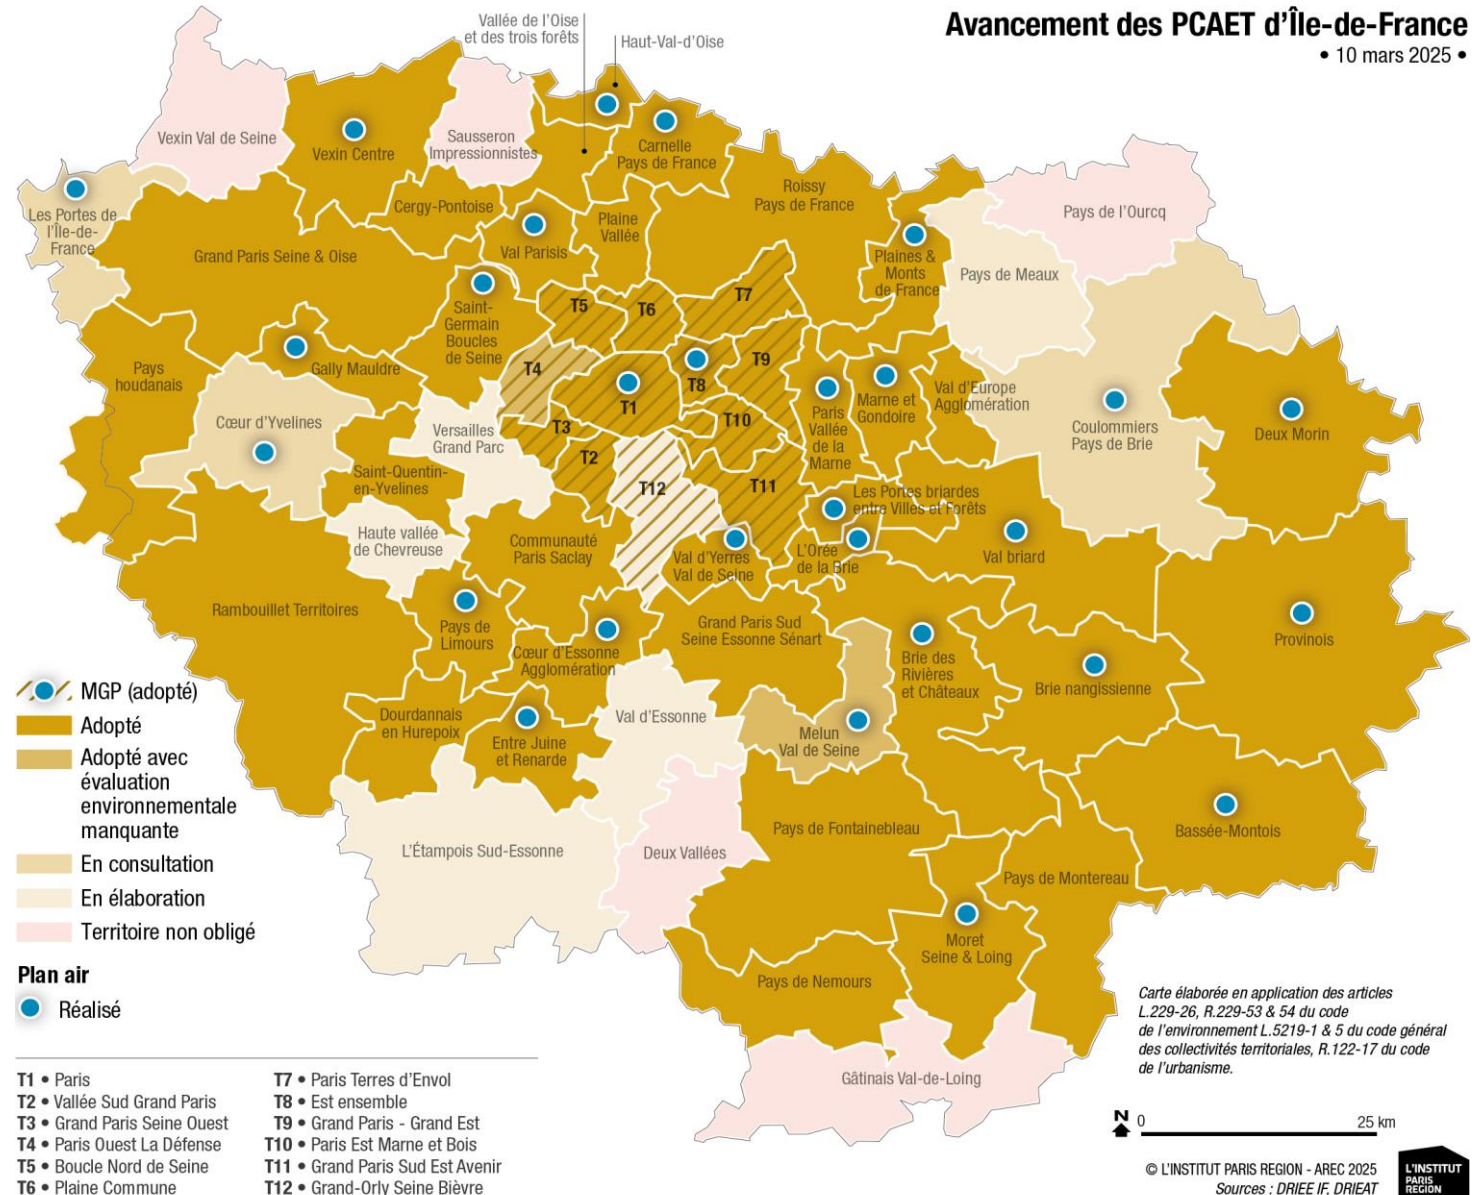 Avancement des PCAET d’Île-de-France
• 10 mars 2025 •
Vallée de l’Oise
et des trois forêts
Haut-Val-d’Oise
Vexin Val de Seine
Vexin Centre
Sausseron
Impressionnistes
Carnelle
Pays de France
Les Portes de
l’Île-de-
France
Cergy-Pontoise
Grand Paris Seine & Oise
Val Parisis
Plaine
Vallée
Roissy
Pays de France
Plaines &
Monts
de France
Pays de l’Ourcq
Pays de Meaux
Saint-
Germain
Boucles
de Seine
T5
T6
T7
T4
T8
T9
T1
T3
T10
T2
T12
T11
Pays
houdanais
Gally Mauldre
Cœur d’Yvelines
Versailles
Grand Parc
Saint-Quentin-
en-Yvelines
Haute vallée
de Chevreuse
Paris
Vallée
de la
Marne
Marne et
Gondoire
Val d’Europe
Agglomération
Coulommiers
Pays de Brie
Deux Morin
Les Portes briardes
entre Villes et Forêts
L’Orée
de la Brie
Val briard
Communauté
Paris Saclay
Val d’Yerres
Val de Seine
Rambouillet Territoires
Pays de
Limours
Cœur d’Essonne
Agglomération
Grand Paris Sud
Seine Essonne Sénart
Brie des
Rivières
et Châteaux
Brie nangissienne
Provinois
Dourdannais
en Hurepoix
Entre Juine
et Renarde
Val d’Essonne
Melun
Val de Seine
L’Étampois Sud-Essonne
Deux Vallées
Pays de Fontainebleau
Bassée-Montois
Pays de Montereau
Moret
Seine & Loing
Pays de Nemours
Gâtinais Val-de-Loing
MGP (adopté)
Adopté
Adopté avec
évaluation
environnementale
manquante
En consultation
En élaboration
Territoire non obligé
Plan air
Réalisé
T1 • Paris
T2 • Vallée Sud Grand Paris
T3 • Grand Paris Seine Ouest
T4 • Paris Ouest La Défense
T5 • Boucle Nord de Seine
T6 • Plaine Commune
T7 • Paris Terres d’Envol
T8 • Est ensemble
T9 • Grand Paris - Grand Est
T10 • Paris Est Marne et Bois
T11 • Grand Paris Sud Est Avenir
T12 • Grand-Orly Seine Bièvre
Carte élaborée en application des articles
L.229-26, R.229-53 & 54 du code
de l’environnement L.5219-1 & 5 du code général
des collectivités territoriales, R.122-17 du code
de l’urbanisme.
N
0
25 km
© L’INSTITUT PARIS REGION - AREC 2025
Sources : DRIEE IF, DRIEAT
L’INSTITUT
PARIS
REGION